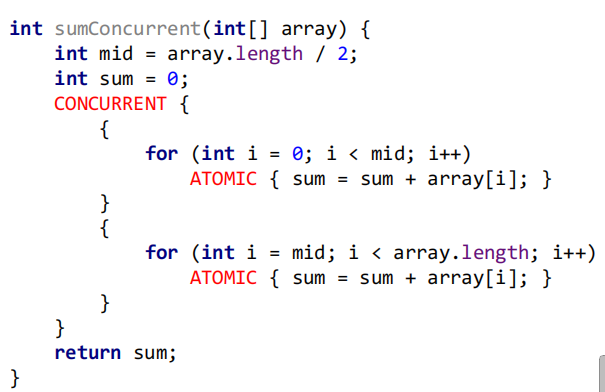 int sumConcurrent(int[] array) {
    int mid = array.length / 2;
    int sum = 0;
    CONCURRENT {
        {
            for (int i = 0; i < mid; i++)
                ATOMIC { sum = sum + array[i]; }
        }
        {
            for (int i = mid; i < array.length; i++)
                ATOMIC { sum = sum + array[i]; }
        }
    }
    return sum;
}